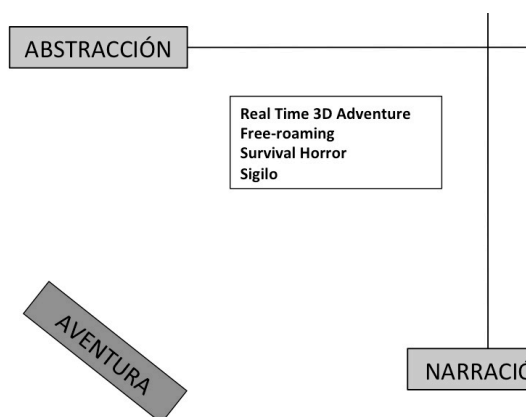 ABSTRACCIÓN
Real Time 3D Adventure
Free-roaming
Survival Horror
Sigilo
AVENTURA
NARRACIÓ